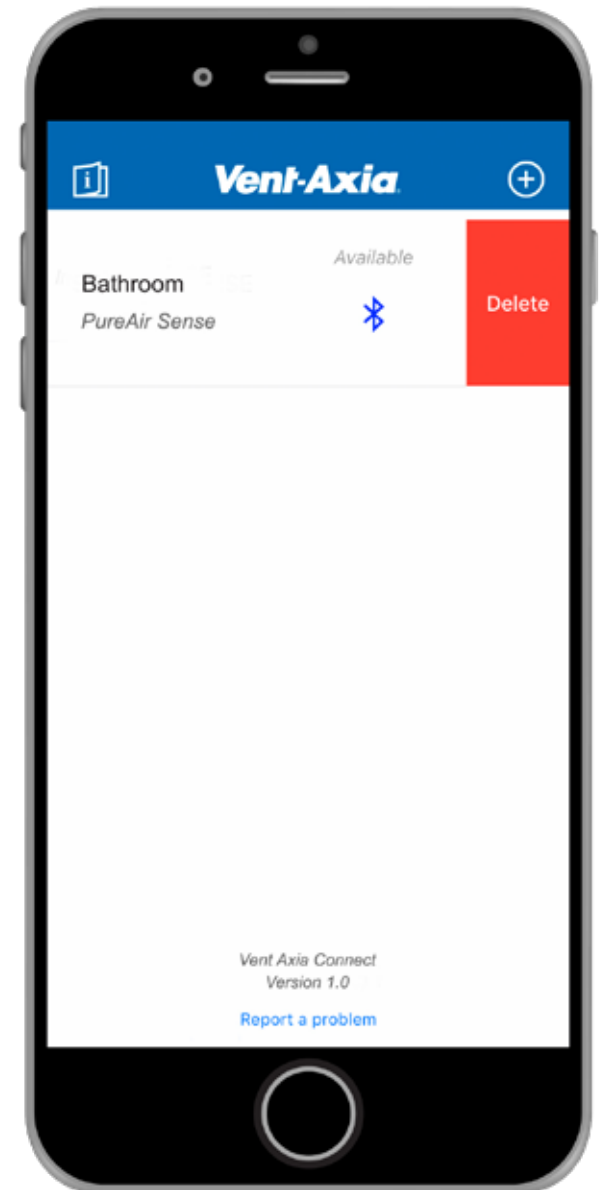 i
Vent-Axia
Available
Bathroom
Delete
PureAir Sense
Vent Axia Connect
Version 1.0
Report a problem